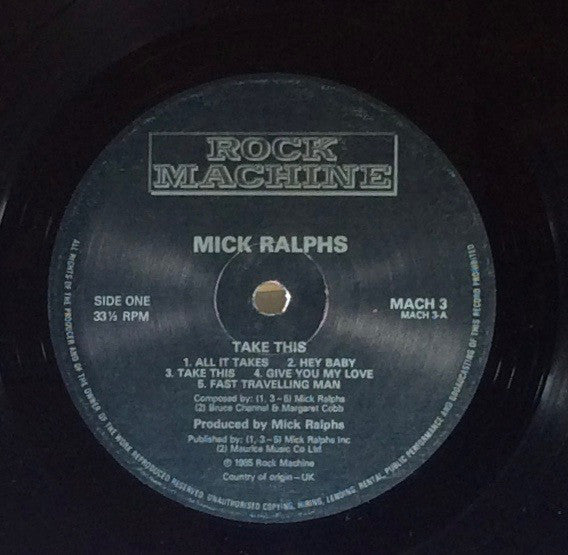 ROCK
MACHINE
MICK RALPHS
SIDE ONE
33⅓ RPM
MACH 3
MACH 3-A
TAKE THIS
1. ALL IT TAKES 2. HEY BABY
3. TAKE THIS 4. GIVE YOU MY LOVE
5. FAST TRAVELLING MAN
Composed by: (1, 3-5) Mick Ralphs
(2) Bruce Channel & Margaret Cobb
Produced by Mick Ralphs
Published by: (1, 3-5) Mick Ralphs Inc
(2) Maurice Music Co Ltd
℗ 1985 Rock Machine
Country of origin-UK
ALL RIGHTS OF THE PRODUCER AND OF THE OWNER OF THE WORK REPRODUCED RESERVED. UNAUTHORISED COPYING, HIRING, LENDING, RENTAL, PUBLIC PERFORMANCE AND BROADCASTING OF THIS RECORD PROHIBITED